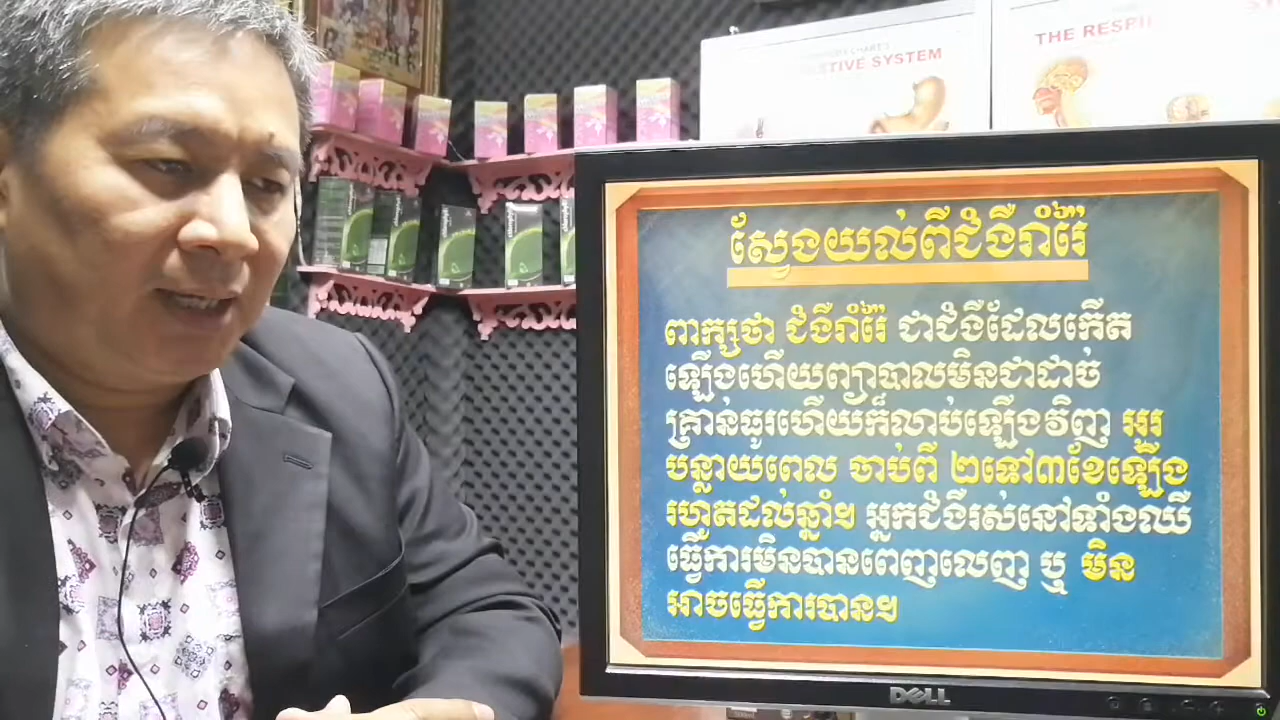 TIVE SYSTEM
THE RESPI
ស្វែងយល់ពីជំងឺរាំរ៉ៃ
ពាក្យថា ជំងឺរាំរ៉ៃ ជាជំងឺដែលកើត
ឡើងហើយព្យាបាលមិនជាដាច់
គ្រាន់ធូរហើយក៏លាប់ឡើងវិញ អូរ
បន្លាយពេល ចាប់ពី ២ទៅ៣ខែឡើង
រហូតដល់ឆ្នាំ។ អ្នកជំងឺរស់នៅទាំងឈឺ
ធ្វើការមិនបានពេញលេញ ឬ មិន
អាចធ្វើការបាន។
DELL